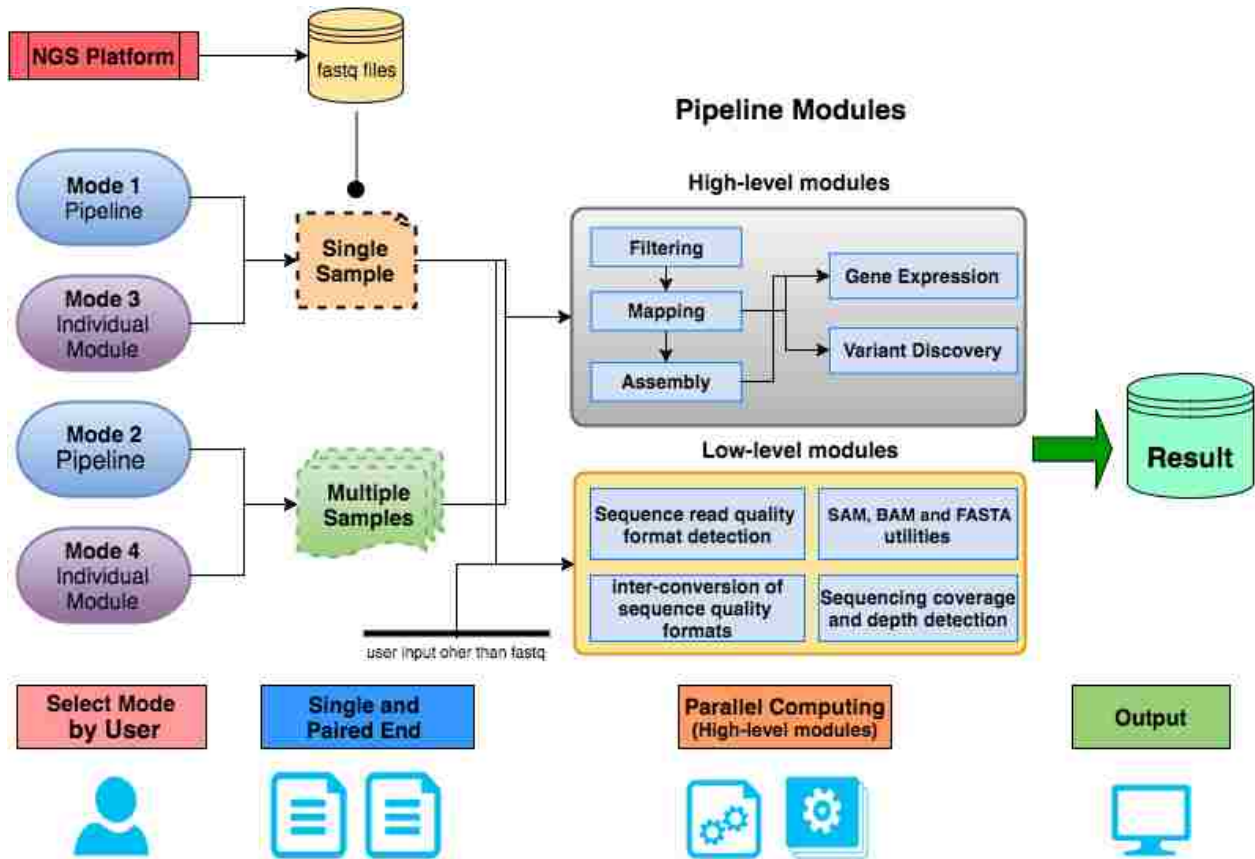 NGS Platform
fastq files
Pipeline Modules
Mode 1
Pipeline
Mode 3
Individual
Module
Single
Sample
Mode 2
Pipeline
Mode 4
Individual
Module
Multiple
Samples
High-level modules
Filtering
Mapping
Assembly
Gene Expression
Variant Discovery
Low-level modules
Sequence read quality
format detection
SAM, BAM and FASTA
utilities
inter-conversion of
sequence quality
formats
Sequencing coverage
and depth detection
user input oher than fastq
Result
Select Mode
by User
Single and
Paired End
Parallel Computing
(High-level modules)
Output